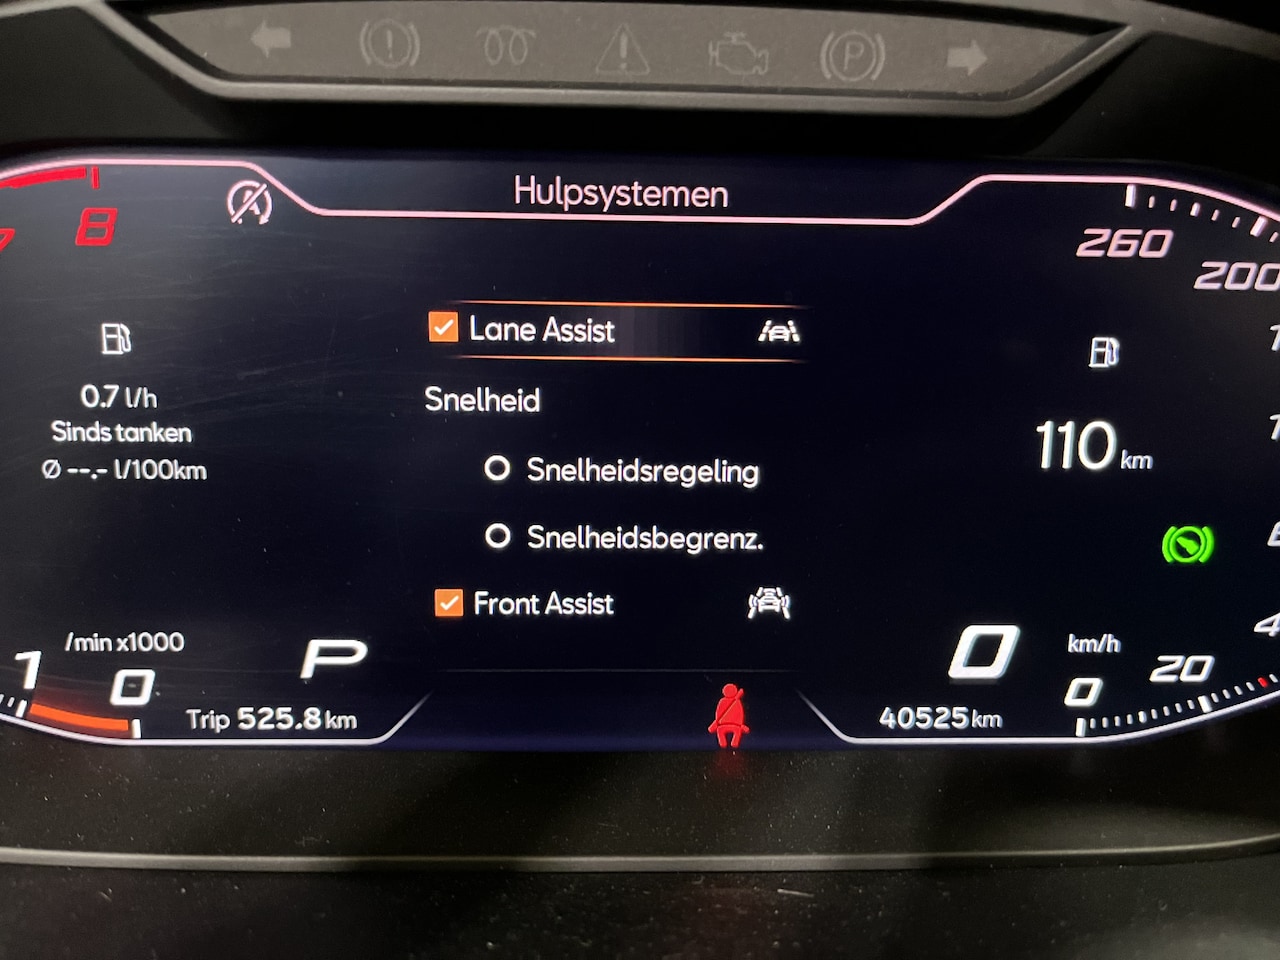 Hulpsystemen
8
260
200
Lane Assist
0.7 l/h
Sinds tanken
Ø --.- l/100km
Snelheid
Snelheidsregeling
Snelheidsbegrenz.
Front Assist
110 km
/min x1000
P
1
0
Trip 525.8 km
0
km/h
20
0
40525 km